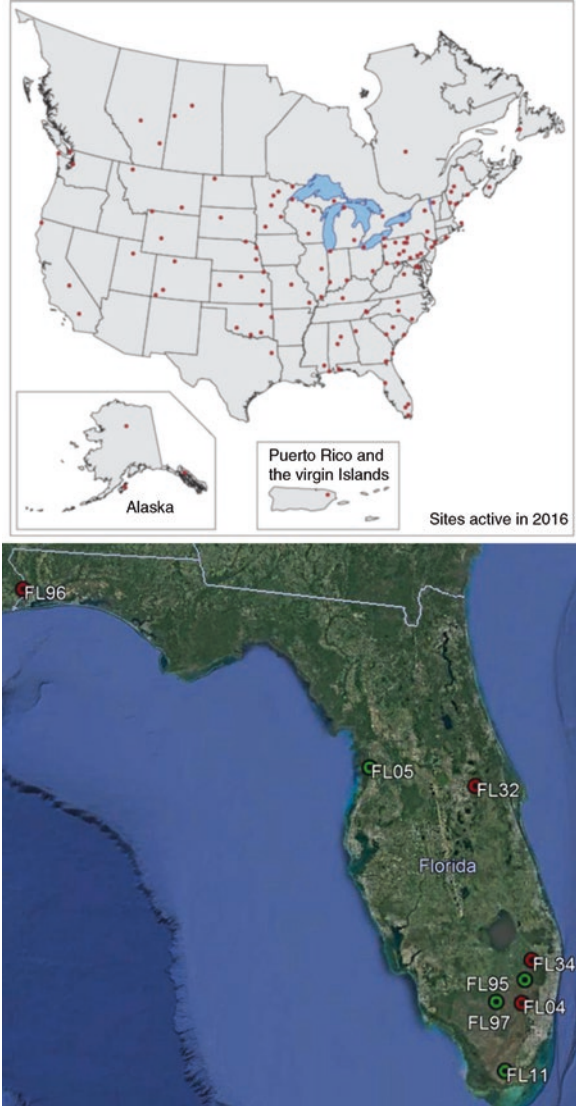 Puerto Rico and
the virgin Islands
Alaska
Sites active in 2016
FL96
FL05
FL32
Florida
FL34
FL95
FL04
FL97
FL11